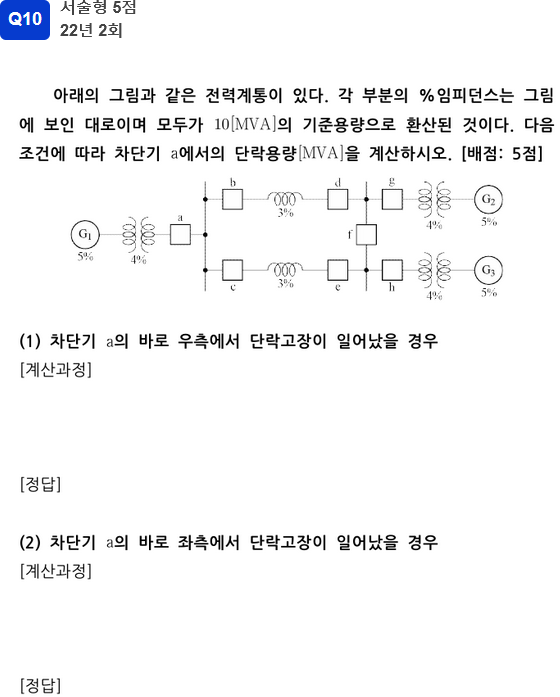 Q10
서술형 5점
22년 2회
아래의 그림과 같은 전력계통이 있다. 각 부분의 %임피던스는 그림
에 보인 대로이며 모두가 10[MVA]의 기준용량으로 환산된 것이다. 다음
조건에 따라 차단기 a에서의 단락용량[MVA]을 계산하시오. [배점: 5점]
b d g
3% 4% G₂ 5%
a
G₁ 5% 4%
f
c e h
3% 4% G₃ 5%
(1) 차단기 a의 바로 우측에서 단락고장이 일어났을 경우
[계산과정]
[정답]
(2) 차단기 a의 바로 좌측에서 단락고장이 일어났을 경우
[계산과정]
[정답]